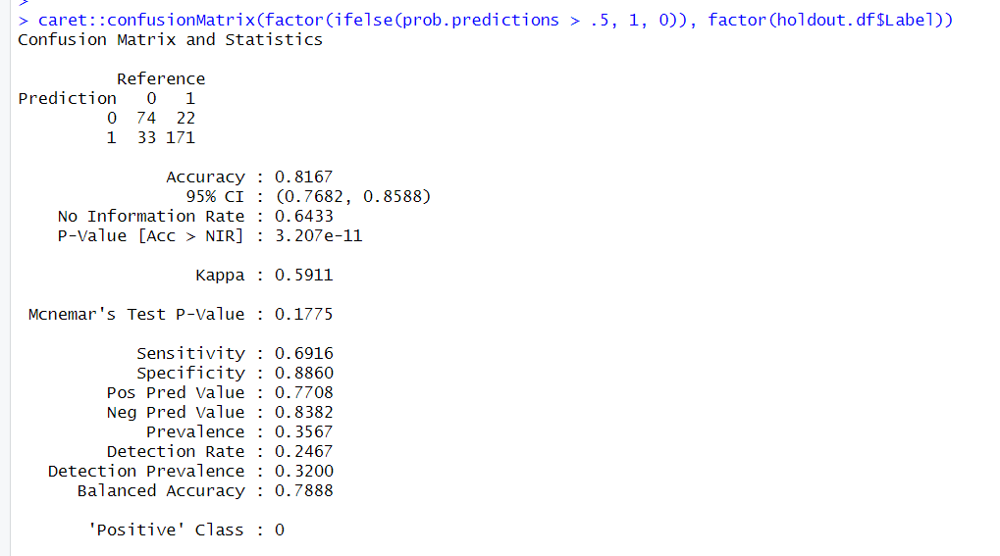 >
> caret::confusionMatrix(factor(ifelse(prob.predictions > .5, 1, 0)), factor(holdout.df$Label))
Confusion Matrix and Statistics
Reference
Prediction 0 1
0 74 22
1 33 171
Accuracy : 0.8167
95% CI : (0.7682, 0.8588)
No Information Rate : 0.6433
P-Value [Acc > NIR] : 3.207e-11
Kappa : 0.5911
Mcnemar's Test P-Value : 0.1775
Sensitivity : 0.6916
Specificity : 0.8860
Pos Pred Value : 0.7708
Neg Pred Value : 0.8382
Prevalence : 0.3567
Detection Rate : 0.2467
Detection Prevalence : 0.3200
Balanced Accuracy : 0.7888
'Positive' Class : 0